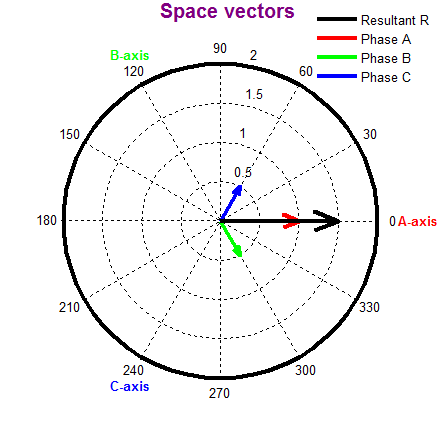 Space vectors
Resultant R
Phase A
Phase B
Phase C
B-axis
90
2
120
60
1.5
150
30
1
0.5
180
0 A-axis
210
330
240
300
C-axis
270